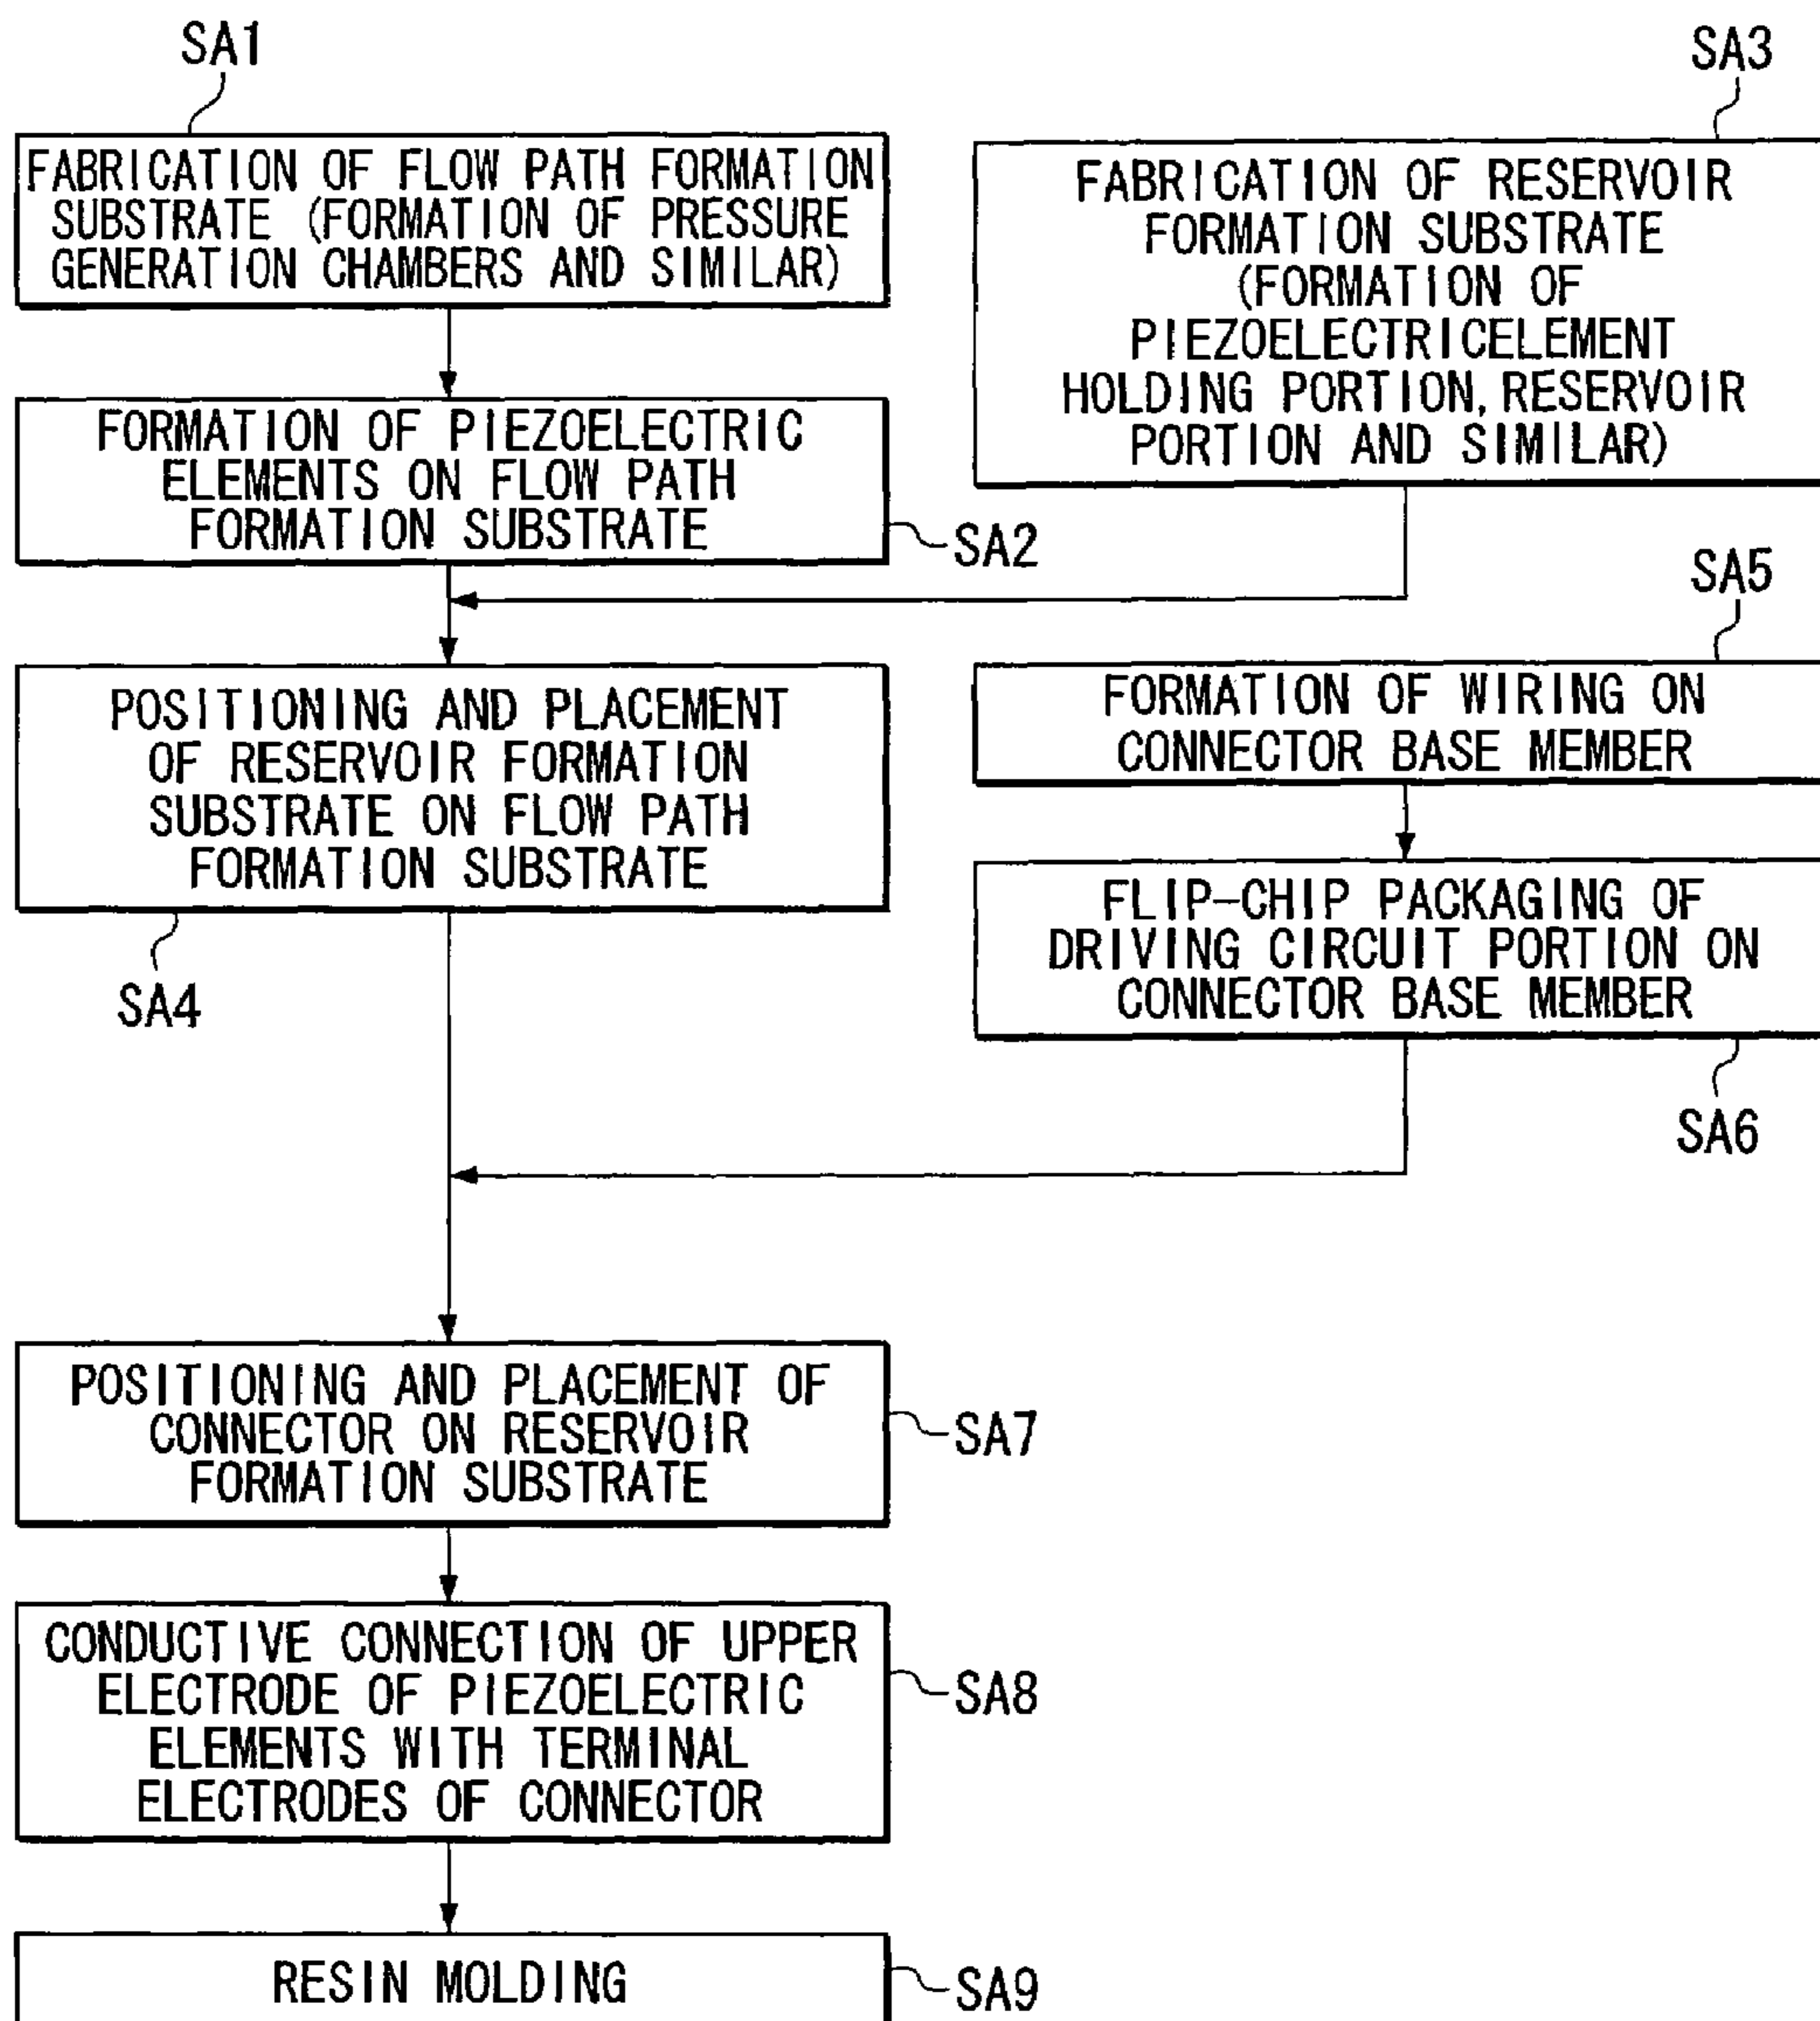 SA1
FABRICATION OF FLOW PATH FORMATION
SUBSTRATE (FORMATION OF PRESSURE
GENERATION CHAMBERS AND SIMILAR)
SA3
FABRICATION OF RESERVOIR
FORMATION SUBSTRATE
(FORMATION OF
PIEZOELECTRICELEMENT
HOLDING PORTION, RESERVOIR
PORTION AND SIMILAR)
FORMATION OF PIEZOELECTRIC
ELEMENTS ON FLOW PATH
FORMATION SUBSTRATE
SA2
SA5
POSITIONING AND PLACEMENT
OF RESERVOIR FORMATION
SUBSTRATE ON FLOW PATH
FORMATION SUBSTRATE
SA4
FORMATION OF WIRING ON
CONNECTOR BASE MEMBER
FLIP-CHIP PACKAGING OF
DRIVING CIRCUIT PORTION ON
CONNECTOR BASE MEMBER
SA6
POSITIONING AND PLACEMENT OF
CONNECTOR ON RESERVOIR
FORMATION SUBSTRATE
SA7
CONDUCTIVE CONNECTION OF UPPER
ELECTRODE OF PIEZOELECTRIC
ELEMENTS WITH TERMINAL
ELECTRODES OF CONNECTOR
SA8
RESIN MOLDING
SA9